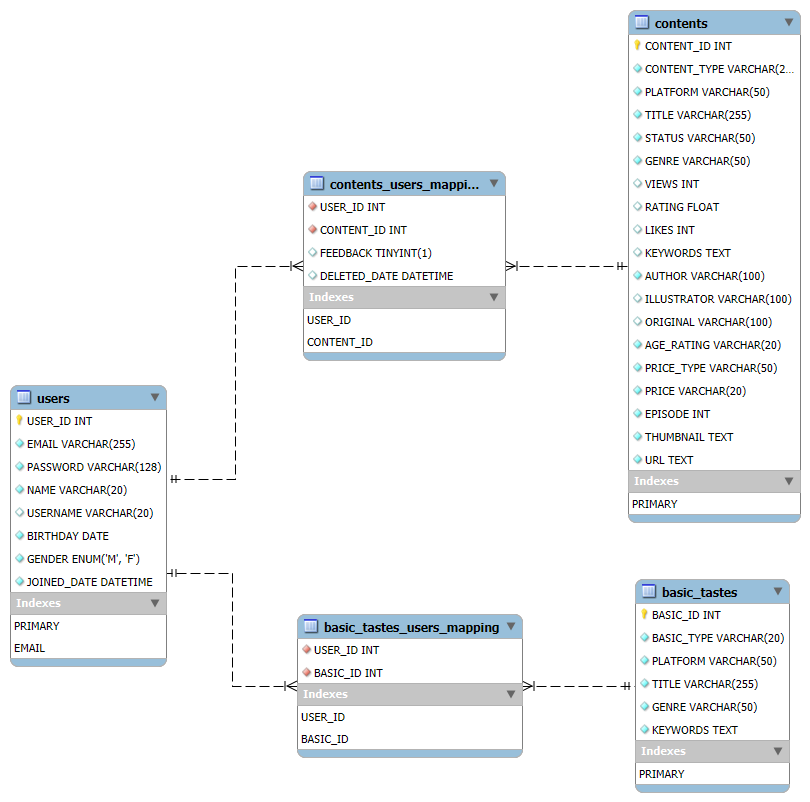 contents
CONTENT_ID INT
CONTENT_TYPE VARCHAR(2...
PLATFORM VARCHAR(50)
TITLE VARCHAR(255)
STATUS VARCHAR(50)
GENRE VARCHAR(50)
VIEWS INT
RATING FLOAT
LIKES INT
KEYWORDS TEXT
AUTHOR VARCHAR(100)
ILLUSTRATOR VARCHAR(100)
ORIGINAL VARCHAR(100)
AGE_RATING VARCHAR(20)
PRICE_TYPE VARCHAR(50)
PRICE VARCHAR(20)
EPISODE INT
THUMBNAIL TEXT
URL TEXT
Indexes
PRIMARY
contents_users_mappi...
USER_ID INT
CONTENT_ID INT
FEEDBACK TINYINT(1)
DELETED_DATE DATETIME
Indexes
USER_ID
CONTENT_ID
users
USER_ID INT
EMAIL VARCHAR(255)
PASSWORD VARCHAR(128)
NAME VARCHAR(20)
USERNAME VARCHAR(20)
BIRTHDAY DATE
GENDER ENUM('M', 'F')
JOINED_DATE DATETIME
Indexes
PRIMARY
EMAIL
basic_tastes_users_mapping
USER_ID INT
BASIC_ID INT
Indexes
USER_ID
BASIC_ID
basic_tastes
BASIC_ID INT
BASIC_TYPE VARCHAR(20)
PLATFORM VARCHAR(50)
TITLE VARCHAR(255)
GENRE VARCHAR(50)
KEYWORDS TEXT
Indexes
PRIMARY